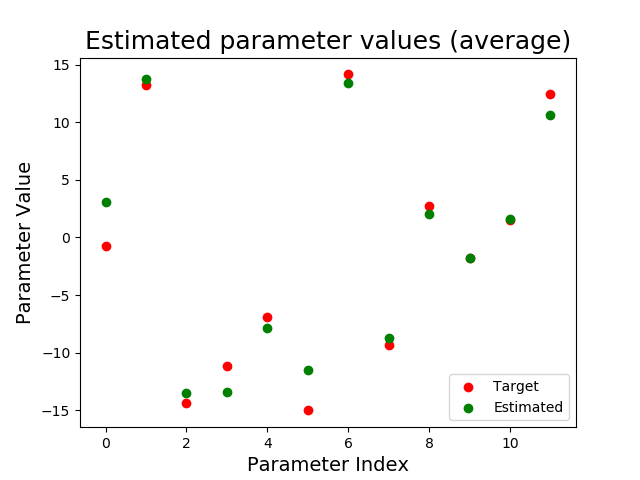 Estimated parameter values (average)
15
10
5
0
−5
−10
−15
Parameter Value
0
2
4
6
8
10
Parameter Index
Target
Estimated